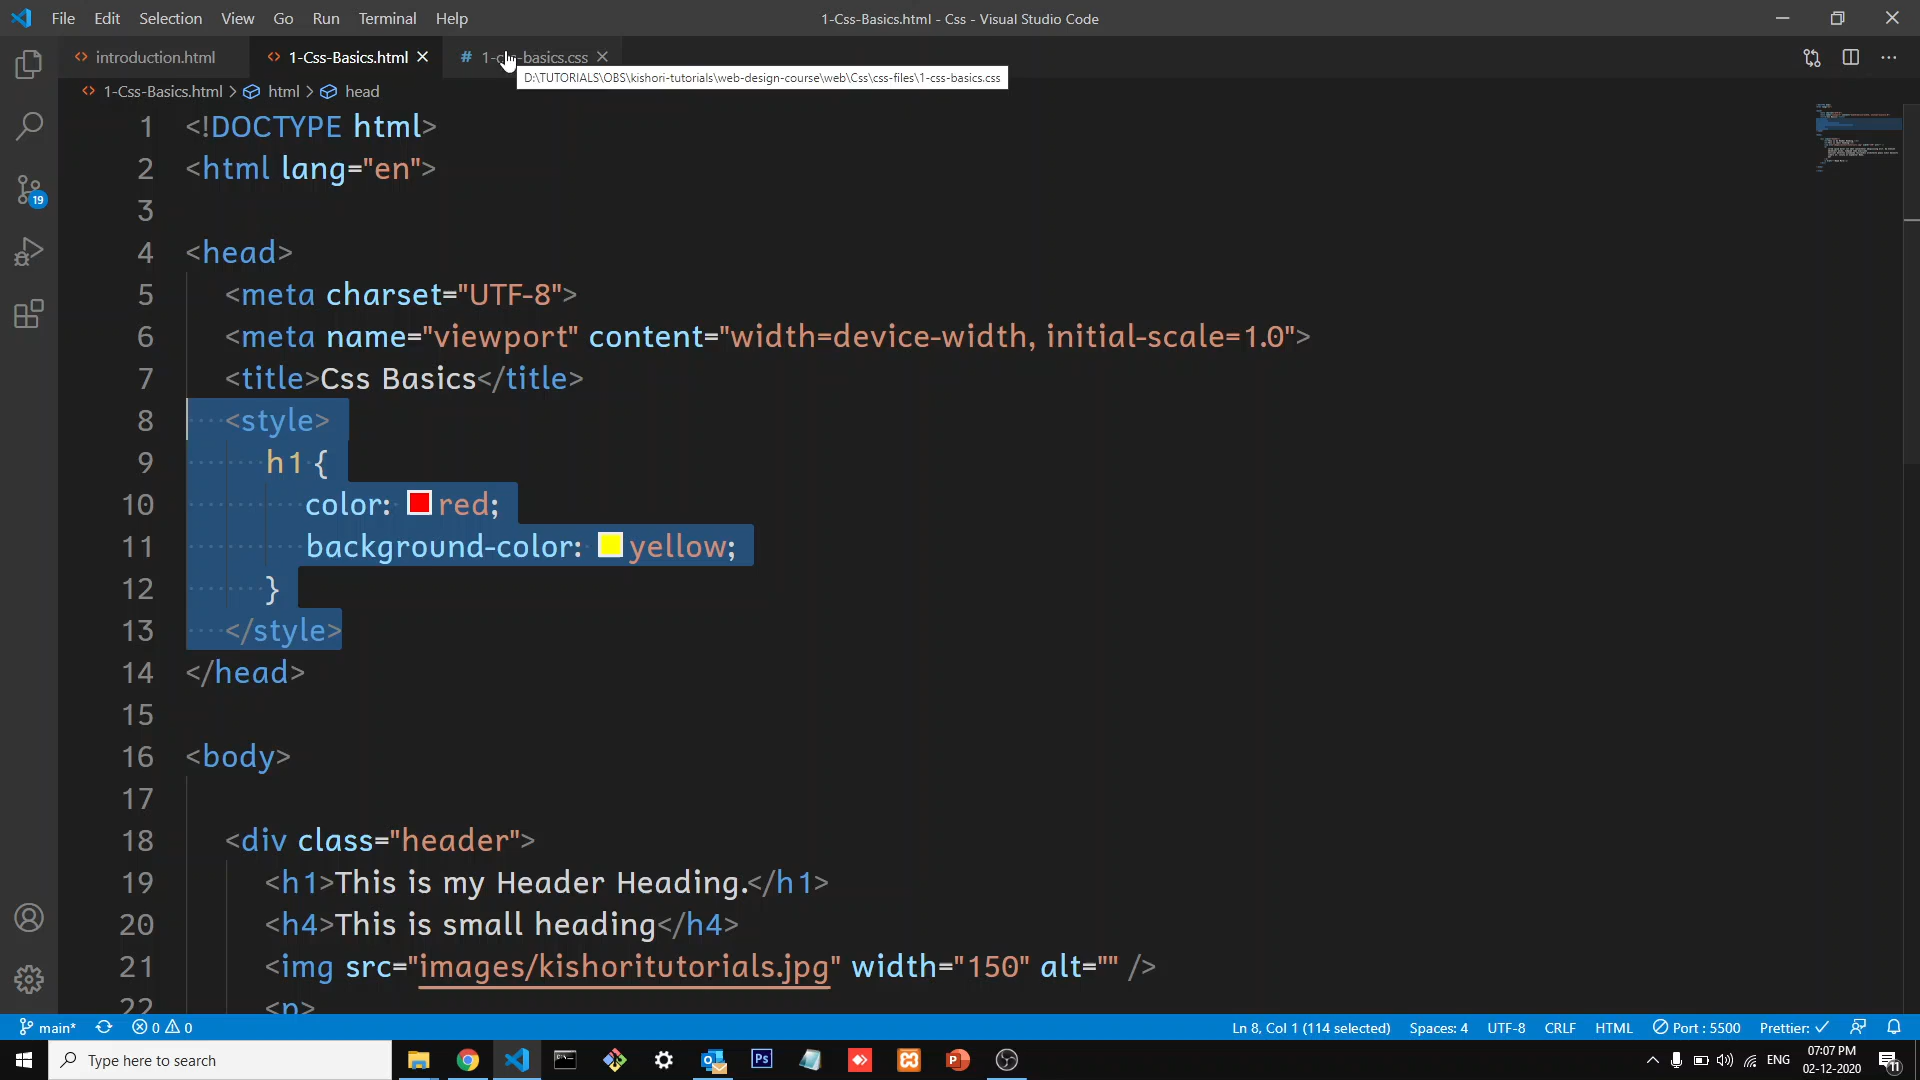 File Edit Selection View Go Run Terminal Help 1-Css-Basics.html - Css - Visual Studio Code
introduction.html 1-Css-Basics.html # 1-css-basics.css
D:\TUTORIALS\OBS\kishori-tutorials\web-design-course\web\Css\css-files\1-css-basics.css
1-Css-Basics.html > html > head
1 <!DOCTYPE html>
2 <html lang="en">
3
4 <head>
5 <meta charset="UTF-8">
6 <meta name="viewport" content="width=device-width, initial-scale=1.0">
7 <title>Css Basics</title>
8 <style>
9 h1 {
10 color: red;
11 background-color: yellow;
12 }
13 </style>
14 </head>
15
16 <body>
17
18 <div class="header">
19 <h1>This is my Header Heading.</h1>
20 <h4>This is small heading</h4>
21 <img src="images/kishoritutorials.jpg" width="150" alt="" />
22 <p>
19
main* 0 0 Ln 8, Col 1 (114 selected) Spaces: 4 UTF-8 CRLF HTML Port : 5500 Prettier: ✓
Type here to search Ps ENG 07:07 PM
02-12-2020 11